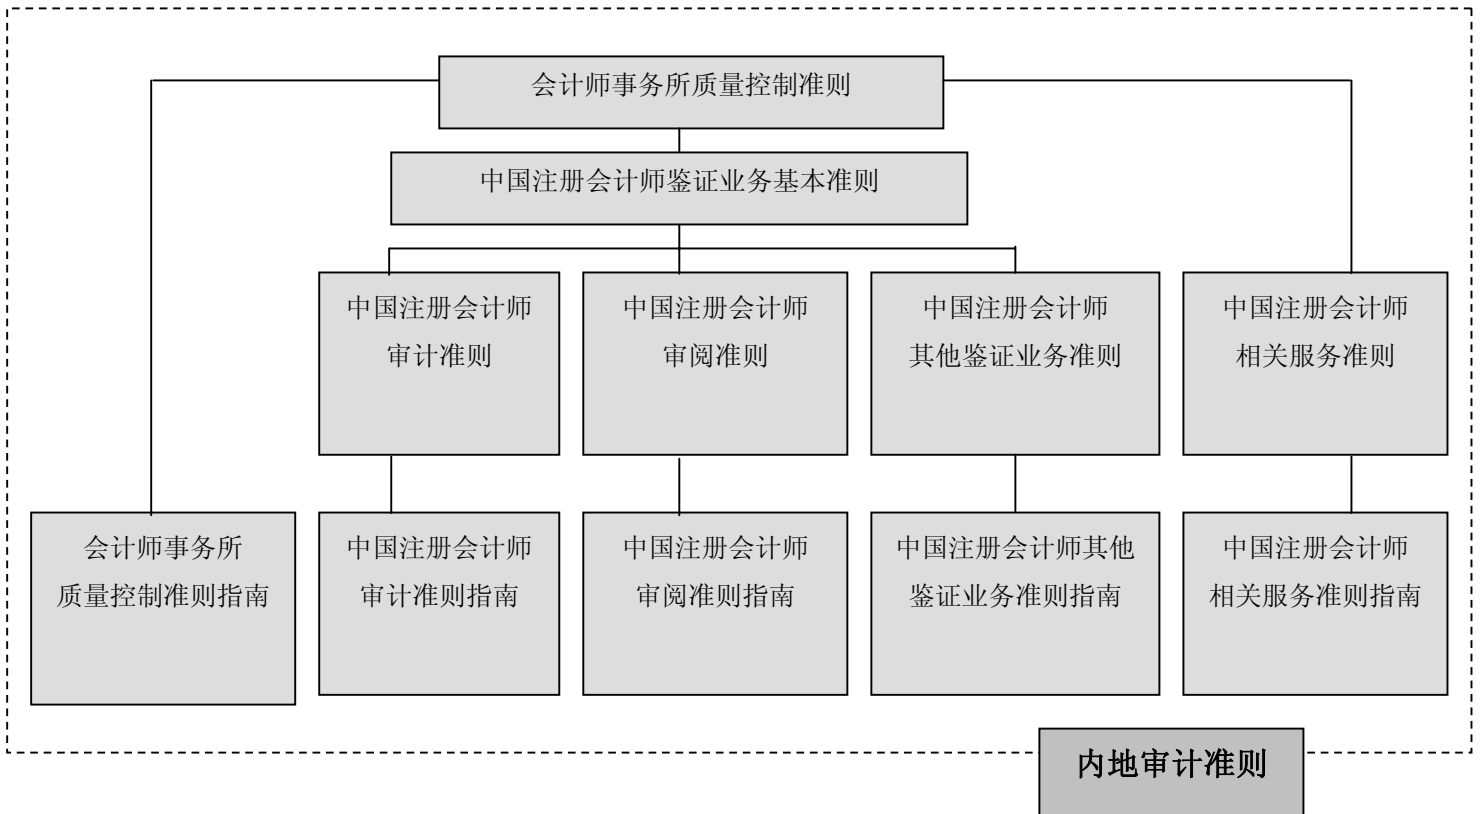 会计师事务所质量控制准则
中国注册会计师鉴证业务基本准则
中国注册会计师
审计准则
中国注册会计师
审阅准则
中国注册会计师
其他鉴证业务准则
中国注册会计师
相关服务准则
会计师事务所
质量控制准则指南
中国注册会计师
审计准则指南
中国注册会计师
审阅准则指南
中国注册会计师其他
鉴证业务准则指南
中国注册会计师
相关服务准则指南
内地审计准则